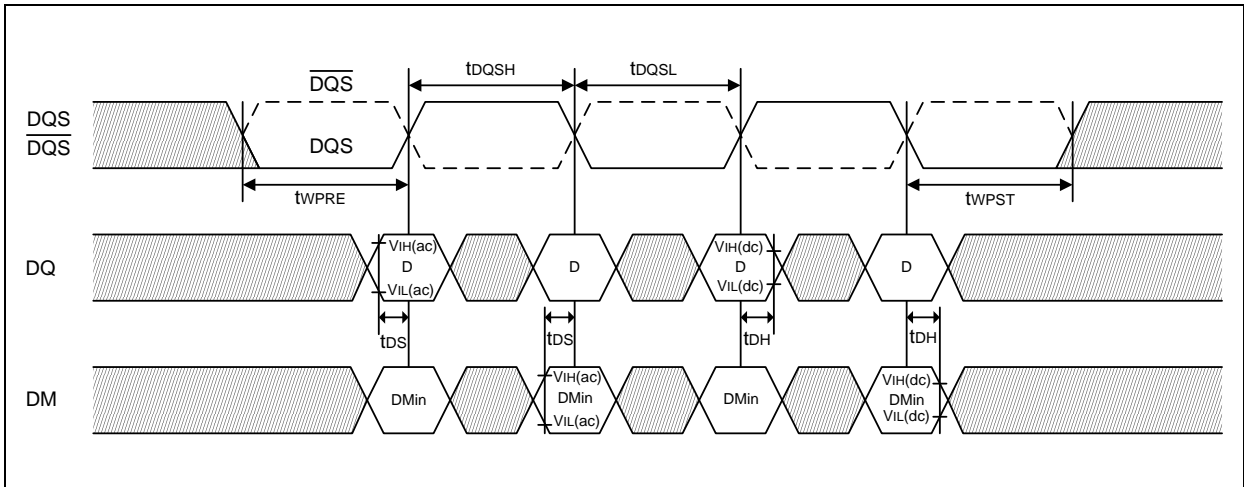 DQS
tDQSH
tDQSL
DQS
DQS
DQS
tWPRE
tWPST
DQ
VIH(ac)
D
VIL(ac)
D
VIH(dc)
D
VIL(dc)
D
tDS
tDS
tDH
tDH
DM
DMin
VIH(ac)
DMin
VIL(ac)
DMin
VIH(dc)
DMin
VIL(dc)